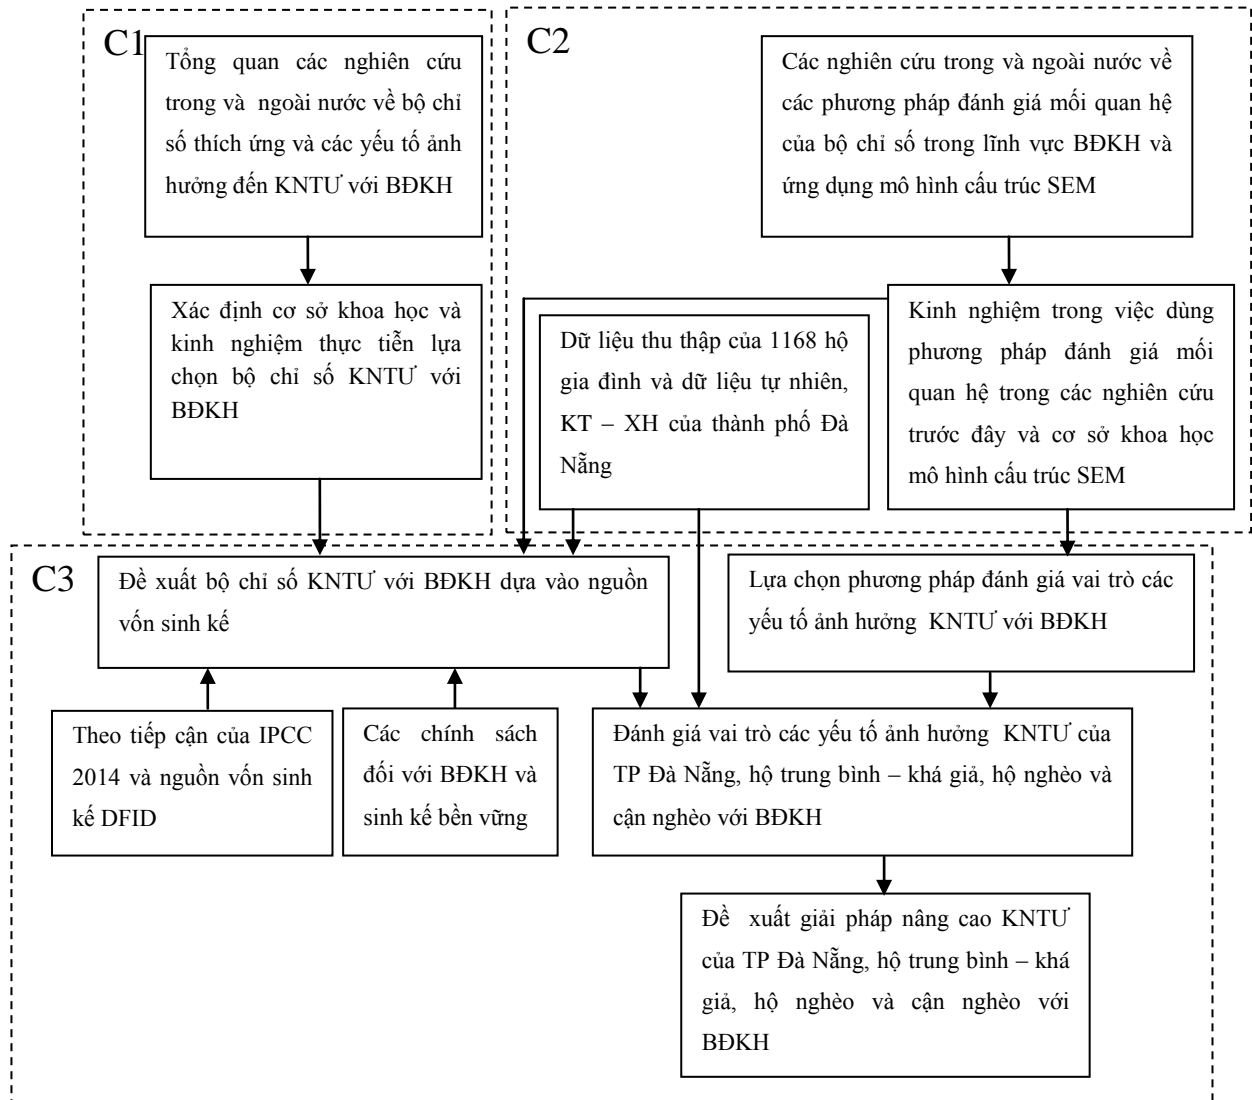 C1
Tổng quan các nghiên cứu
trong và ngoài nước về bộ chỉ
số thích ứng và các yếu tố ảnh
hưởng đến KNTƯ với BĐKH
Xác định cơ sở khoa học và
kinh nghiệm thực tiễn lựa
chọn bộ chỉ số KNTƯ với
BĐKH
C2
Các nghiên cứu trong và ngoài nước về
các phương pháp đánh giá mối quan hệ
của bộ chỉ số trong lĩnh vực BĐKH và
ứng dụng mô hình cấu trúc SEM
Dữ liệu thu thập của 1168 hộ
gia đình và dữ liệu tự nhiên,
KT – XH của thành phố Đà
Nẵng
Kinh nghiệm trong việc dùng
phương pháp đánh giá mối
quan hệ trong các nghiên cứu
trước đây và cơ sở khoa học
mô hình cấu trúc SEM
C3
Đề xuất bộ chỉ số KNTƯ với BĐKH dựa vào nguồn
vốn sinh kế
Lựa chọn phương pháp đánh giá vai trò các
yếu tố ảnh hưởng KNTƯ với BĐKH
Theo tiếp cận của IPCC
2014 và nguồn vốn sinh
kế DFID
Các chính sách
đối với BĐKH và
sinh kế bền vững
Đánh giá vai trò các yếu tố ảnh hưởng KNTƯ của
TP Đà Nẵng, hộ trung bình – khá giả, hộ nghèo và
cận nghèo với BĐKH
Đề xuất giải pháp nâng cao KNTƯ
của TP Đà Nẵng, hộ trung bình – khá
giả, hộ nghèo và cận nghèo với
BĐKH